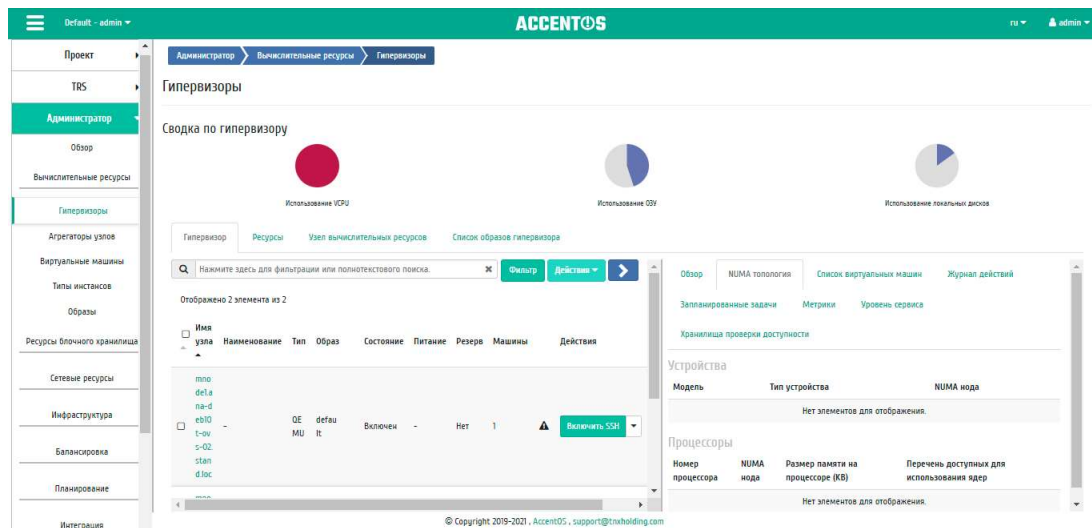 Default - admin
ACCENTOS
ru
admin
Проект
TRS
Администратор
Обзор
Вычислительные ресурсы
Гипервизоры
Агрегаторы узлов
Виртуальные машины
Типы инстансов
Образы
Ресурсы блочного хранилища
Сетевые ресурсы
Инфраструктура
Балансировка
Планирование
Интеграция
Администратор
Вычислительные ресурсы
Гипервизоры
Гипервизоры
Сводка по гипервизору
Использование VCPU
Использование ОЗУ
Использование локальных дисков
Гипервизор
Ресурсы
Узел вычислительных ресурсов
Список образов гипервизора
Нажмите здесь для фильтрации или полнотекстового поиска.
Фильтр
Действия
Отображено 2 элемента из 2
Имя узла Наименование Тип Образ Состояние Питание Резерв Машины Действия
mno
del.a
na-d
eb10
t-ov
s-02.
stan
d.loc
-
QE
MU
defau
lt
Включен
-
Нет
1
Включить SSH
Обзор
NUMA топология
Список виртуальных машин
Журнал действий
Запланированные задачи
Метрики
Уровень сервиса
Хранилища проверки доступности
Устройства
Модель Тип устройства NUMA нода
Нет элементов для отображения.
Процессоры
Номер процессора
NUMA нода
Размер памяти на процессоре (КВ)
Перечень доступных для использования ядер
Нет элементов для отображения.
© Copyright 2019-2021 , AccentOS , support@tnxholding.com